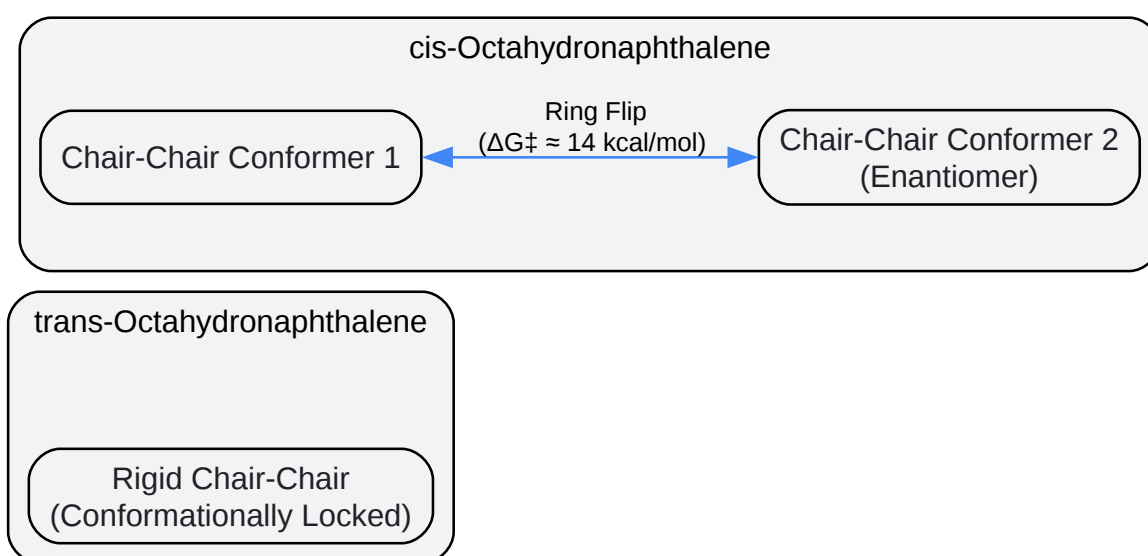 cis-Octahydronaphthalene
Ring Flip
(ΔG‡ ≈ 14 kcal/mol)
Chair-Chair Conformer 1
Chair-Chair Conformer 2
(Enantiomer)
trans-Octahydronaphthalene
Rigid Chair-Chair
(Conformationally Locked)